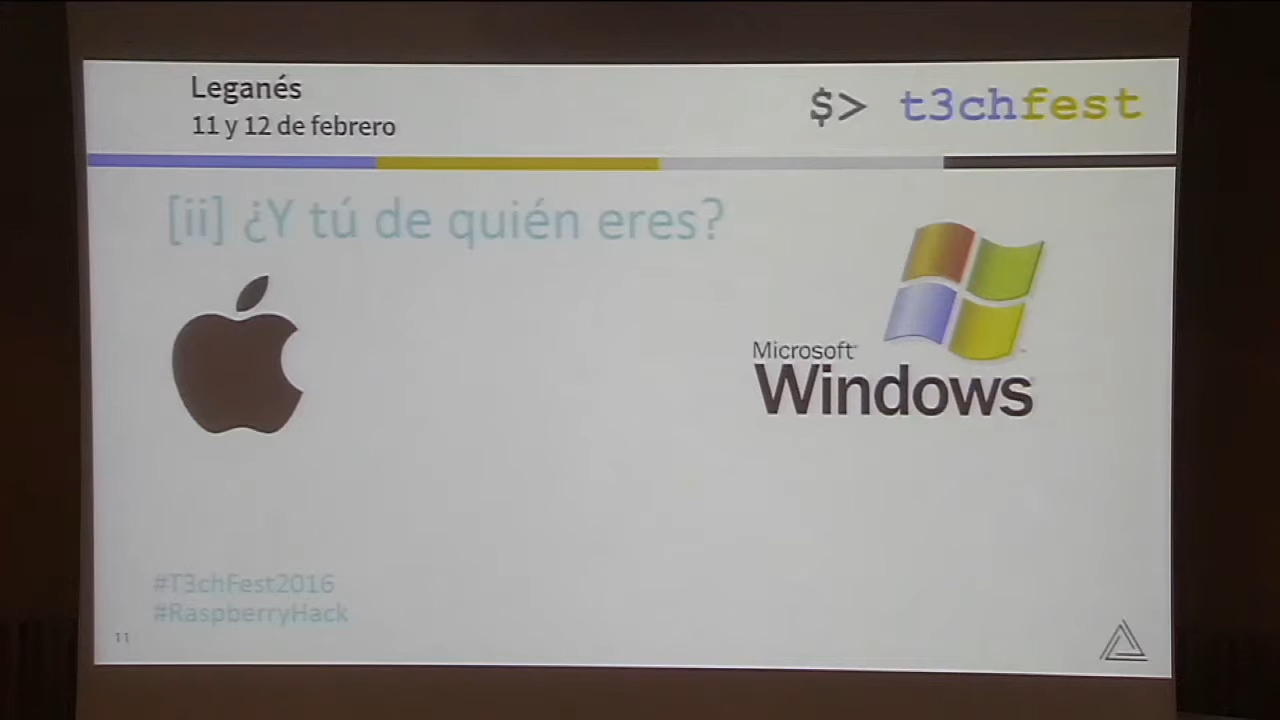 Leganés
11 y 12 de febrero
$> t3chfest
[ii] ¿Y tú de quién eres?
Microsoft
Windows
#T3chFest2016
#RaspberryHack
11